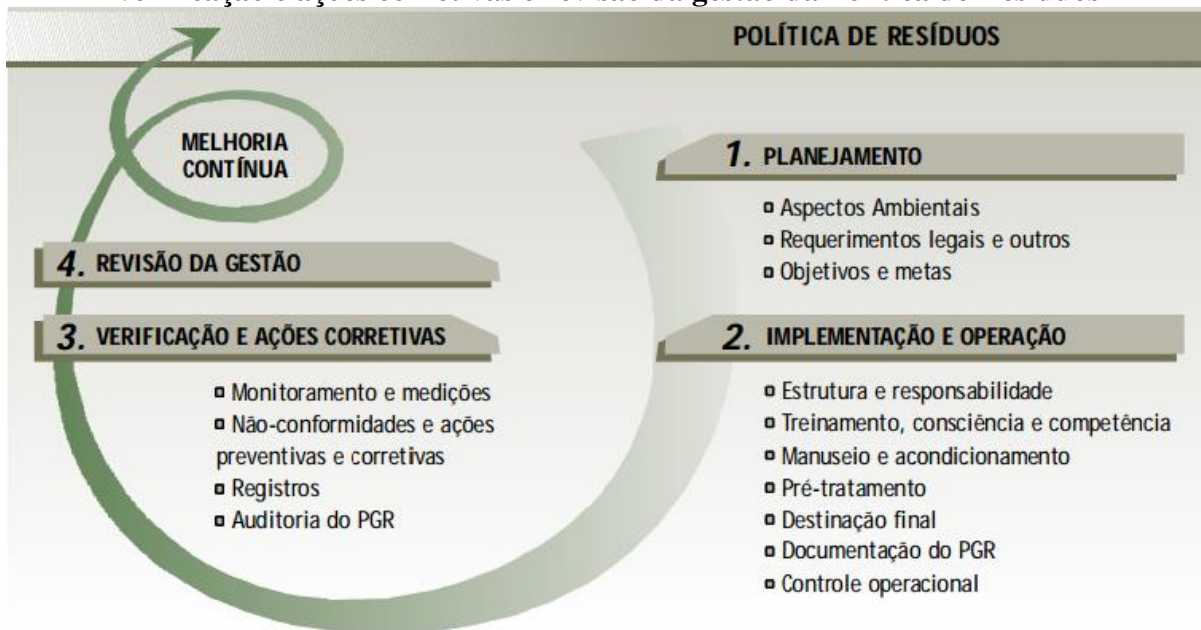 POLÍTICA DE RESÍDUOS
MELHORIA
CONTÍNUA
1. PLANEJAMENTO
Aspectos Ambientais
Requerimentos legais e outros
Objetivos e metas
2. IMPLEMENTAÇÃO E OPERAÇÃO
Estrutura e responsabilidade
Treinamento, consciência e competência
Manuseio e acondicionamento
Pré-tratamento
Destinação final
Documentação do PGR
Controle operacional
3. VERIFICAÇÃO E AÇÕES CORRETIVAS
Monitoramento e medições
Não-conformidades e ações
preventivas e corretivas
Registros
Auditoria do PGR
4. REVISÃO DA GESTÃO